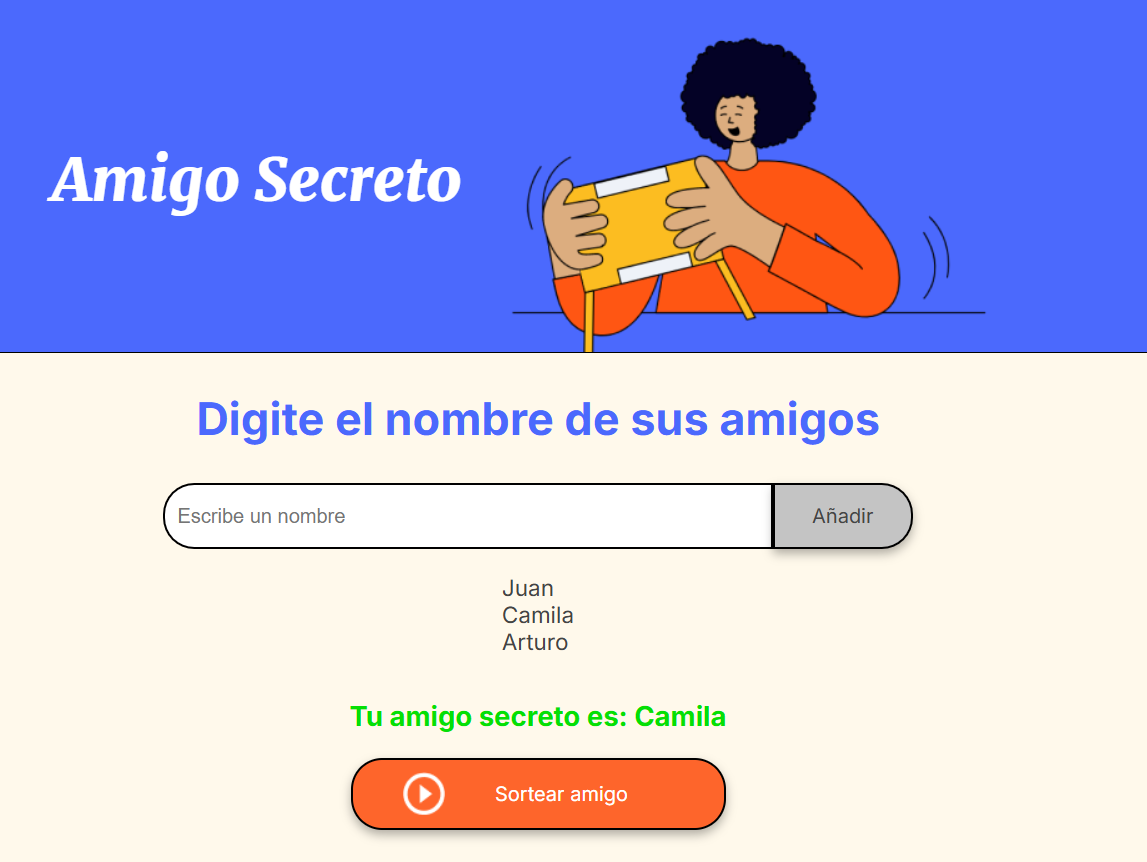 Amigo Secreto
Digite el nombre de sus amigos
Escribe un nombre
Añadir
Juan
Camila
Arturo
Tu amigo secreto es: Camila
Sortear amigo